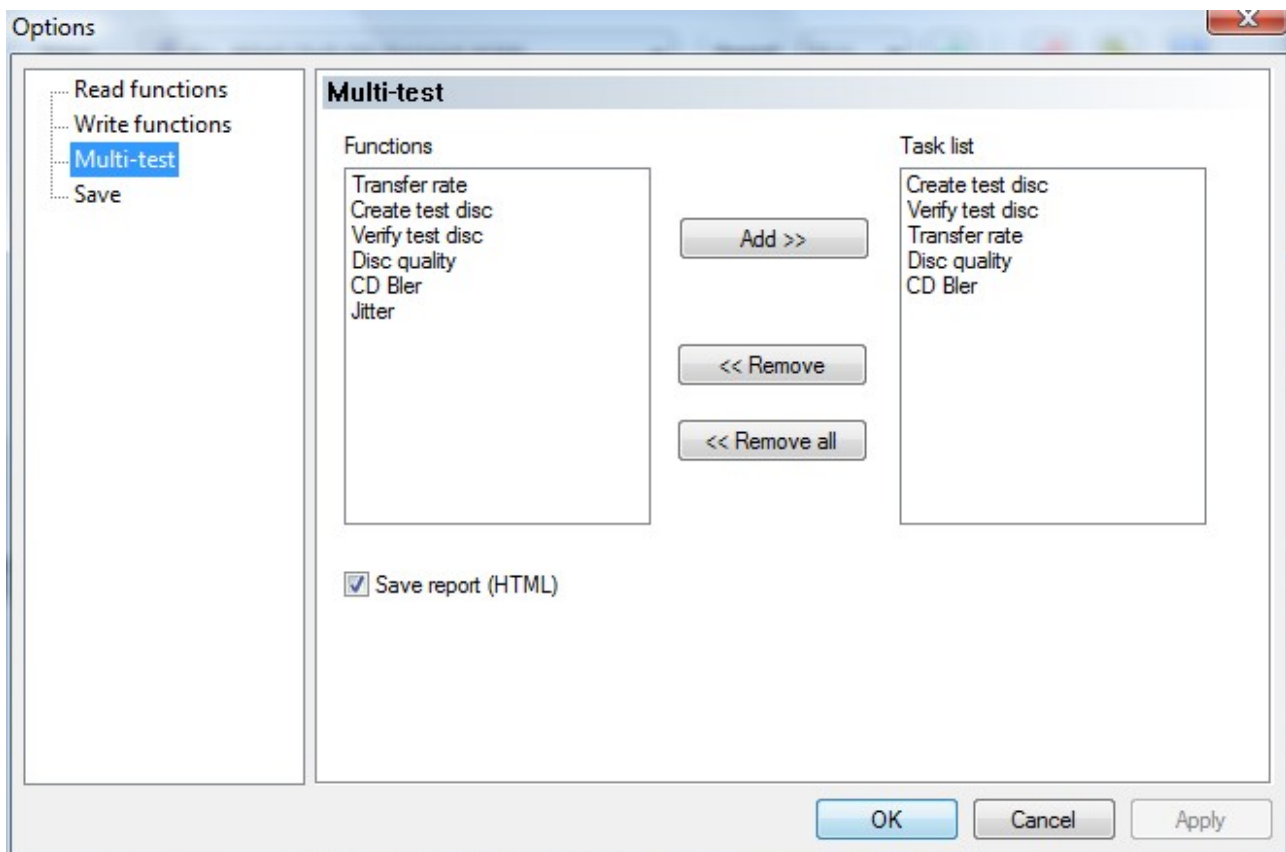 Options
Read functions
Write functions
Multi-test
Save
Multi-test
Functions
Transfer rate
Create test disc
Verify test disc
Disc quality
CD Bler
Jitter
Add >>
<< Remove
<< Remove all
Task list
Create test disc
Verify test disc
Transfer rate
Disc quality
CD Bler
Save report (HTML)
OK
Cancel
Apply